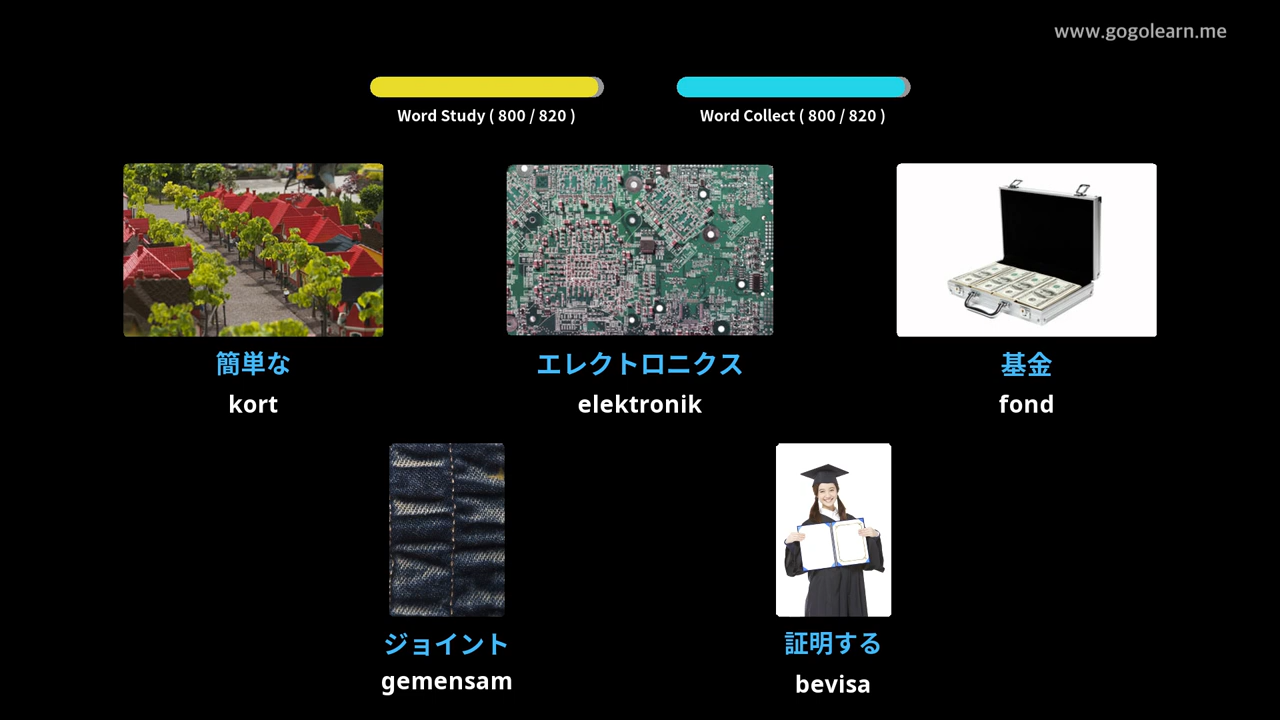 www.gogolearn.me
Word Study ( 800 / 820 )
Word Collect ( 800 / 820 )
簡単な
kort
エレクトロニクス
elektronik
基金
fond
ジョイント
gemensam
証明する
bevisa